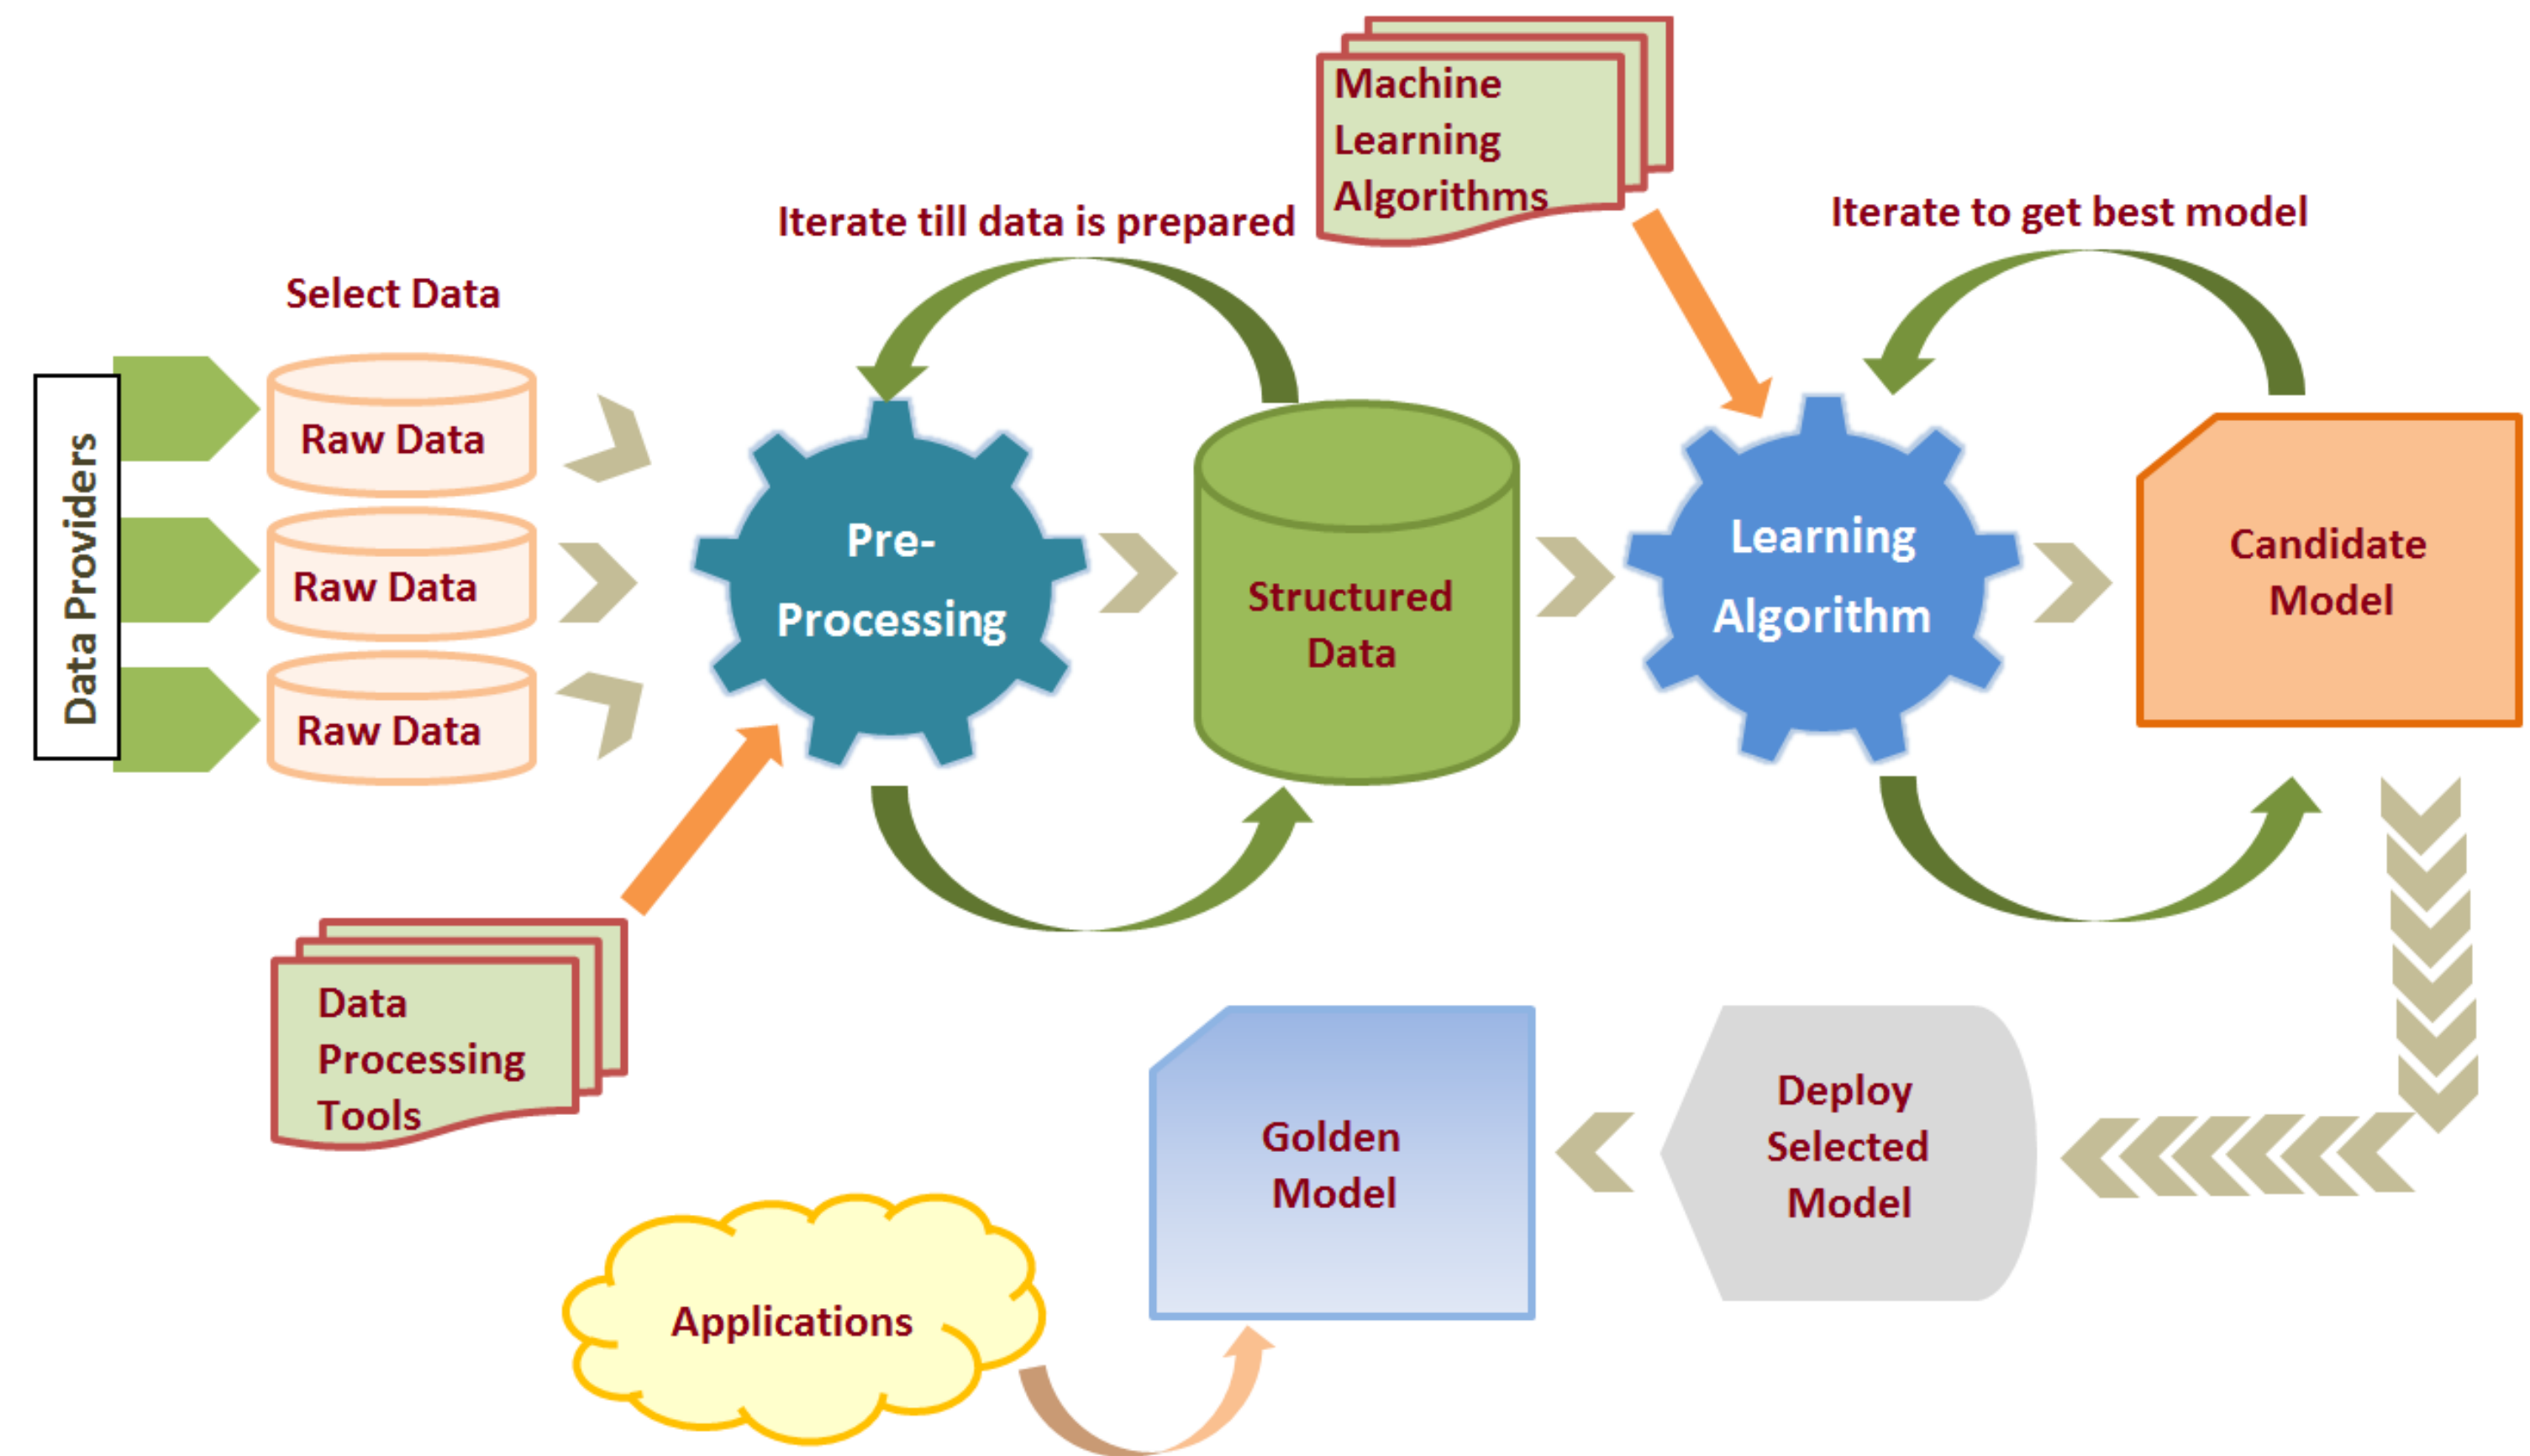 Machine
Learning
Algorithms
Iterate till data is prepared
Iterate to get best model
Select Data
Data Providers
Raw Data
Raw Data
Raw Data
Pre-
Processing
Structured
Data
Learning
Algorithm
Candidate
Model
Data
Processing
Tools
Golden
Model
Deploy
Selected
Model
Applications